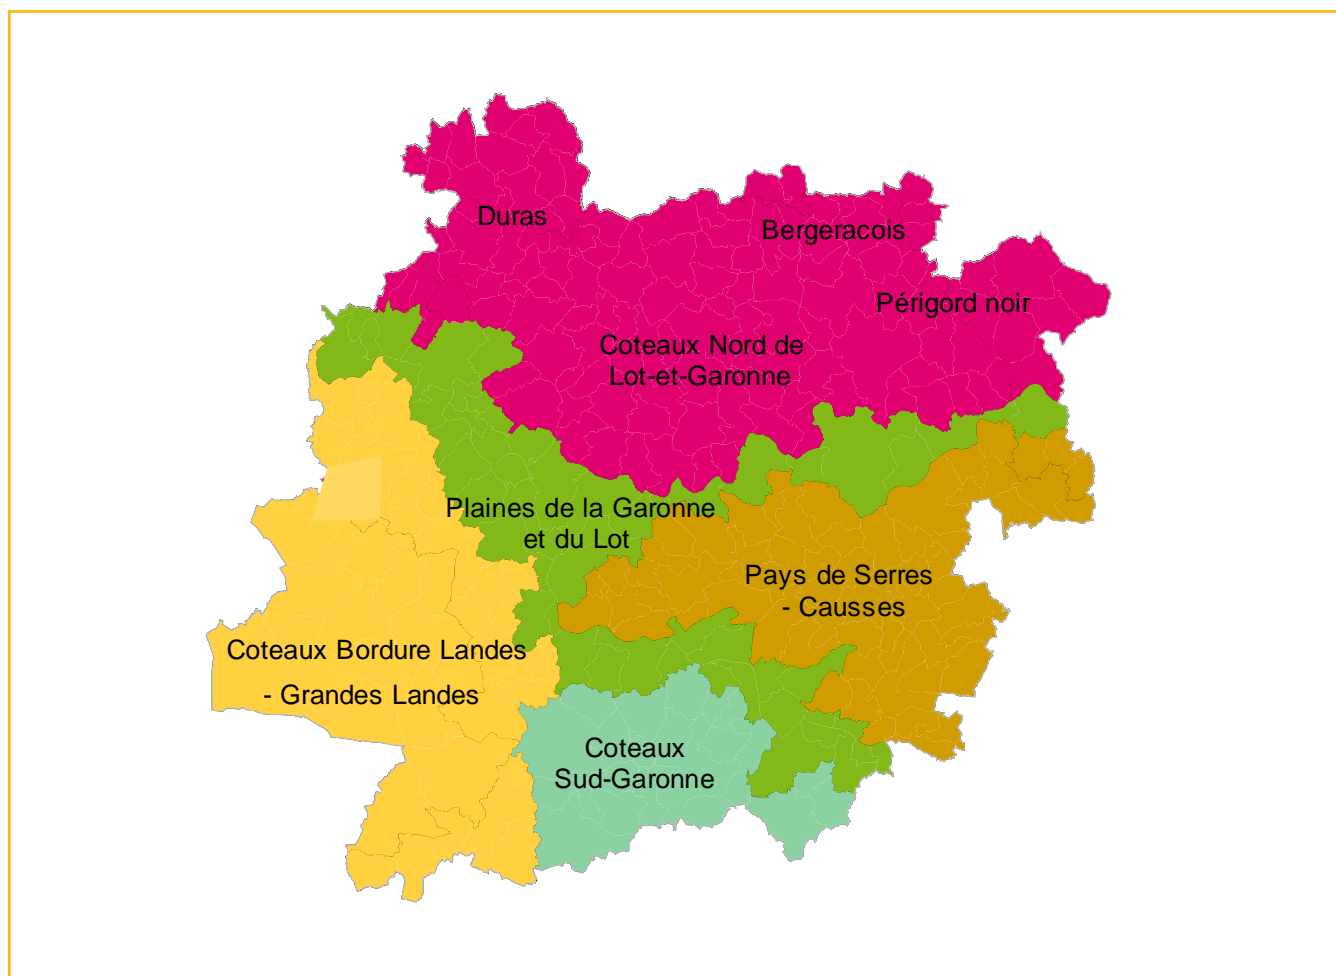 Duras
Bergeracois
Périgord noir
Coteaux Nord de
Lot-et-Garonne
Plaines de la Garonne
et du Lot
Pays de Serres
- Causses
Coteaux Bordure Landes
- Grandes Landes
Coteaux
Sud-Garonne